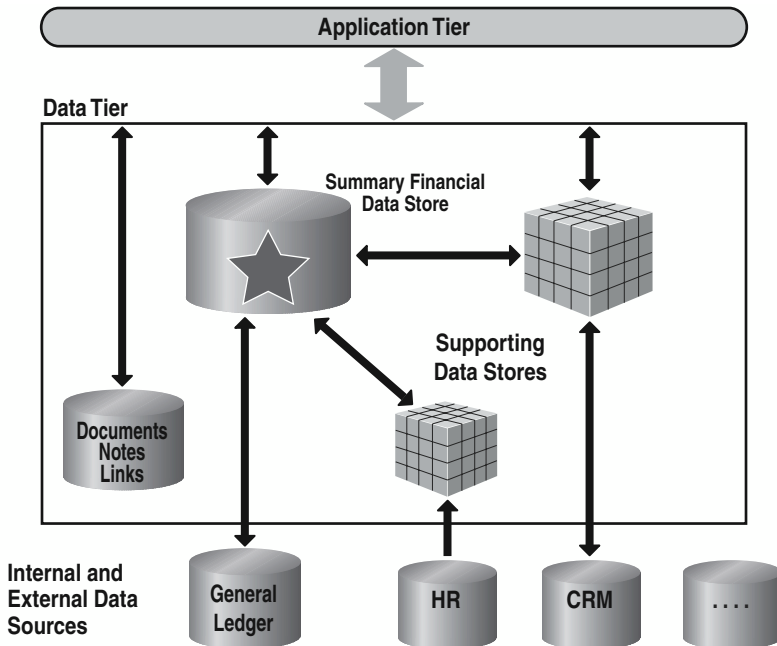 Application Tier
Data Tier
Summary Financial
Data Store
Supporting
Data Stores
Documents
Notes
Links
Internal and
External Data
Sources
General
Ledger
HR
CRM
....